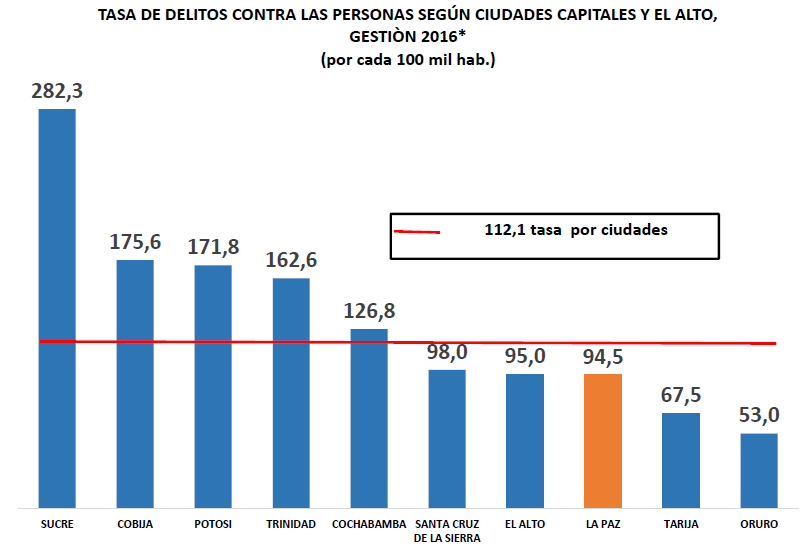 TASA DE DELITOS CONTRA LAS PERSONAS SEGÚN CIUDADES CAPITALES Y EL ALTO,
GESTIÒN 2016*
(por cada 100 mil hab.)
282,3
175,6
171,8
162,6
126,8
98,0
95,0
94,5
67,5
53,0
112,1 tasa  por ciudades
SUCRE
COBIJA
POTOSI
TRINIDAD
COCHABAMBA
SANTA CRUZ
DE LA SIERRA
EL ALTO
LA PAZ
TARIJA
ORURO